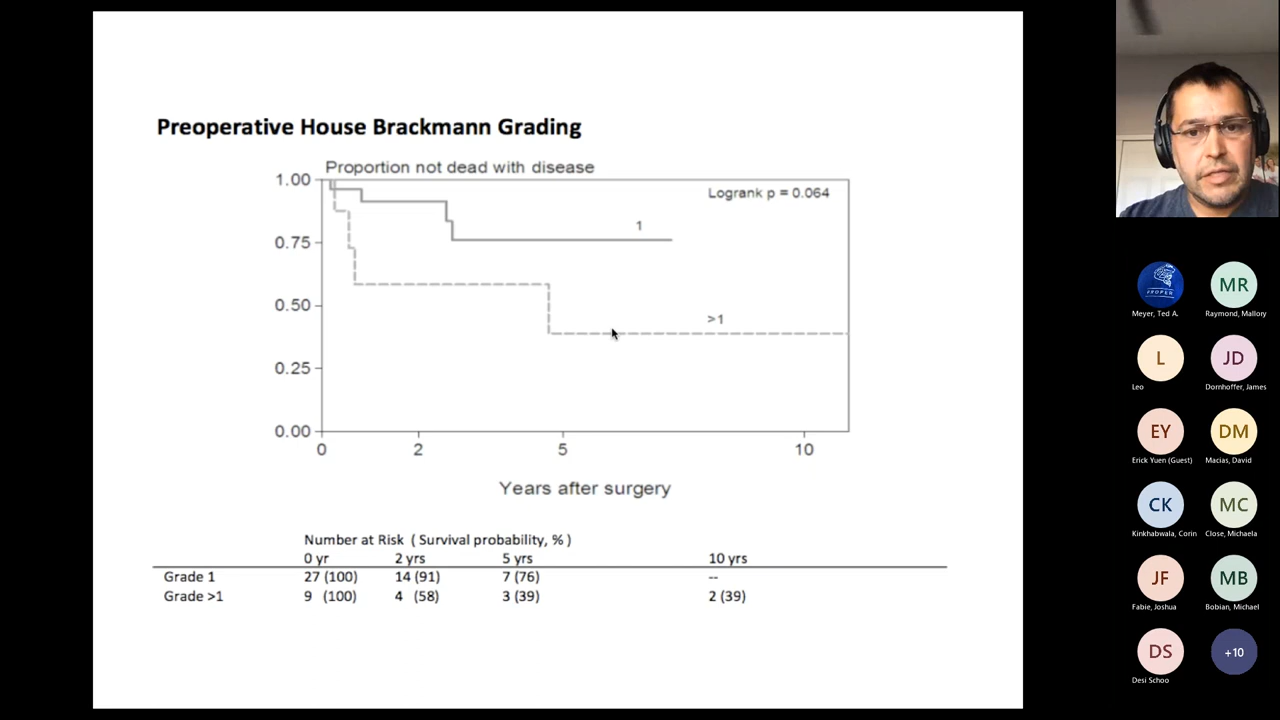 Preoperative House Brackmann Grading
Proportion not dead with disease
1.00
Logrank p = 0.064
1
0.75
0.50
>1
0.25
0.00
0 2 5 10
Years after surgery
Number at Risk ( Survival probability, % )
0 yr 2 yrs 5 yrs 10 yrs
Grade 1 27 (100) 14 (91) 7 (76) --
Grade >1 9 (100) 4 (58) 3 (39) 2 (39)
PROPEL
MR
Meyer, Ted A. Raymond, Mallory
L JD
Leo Dornhoffer, James
EY DM
Erick Yuen (Guest) Macias, David
CK MC
Kinkhabwala, Corin Close, Michaela
JF MB
Fabie, Joshua Bobian, Michael
DS +10
Desi Schoo